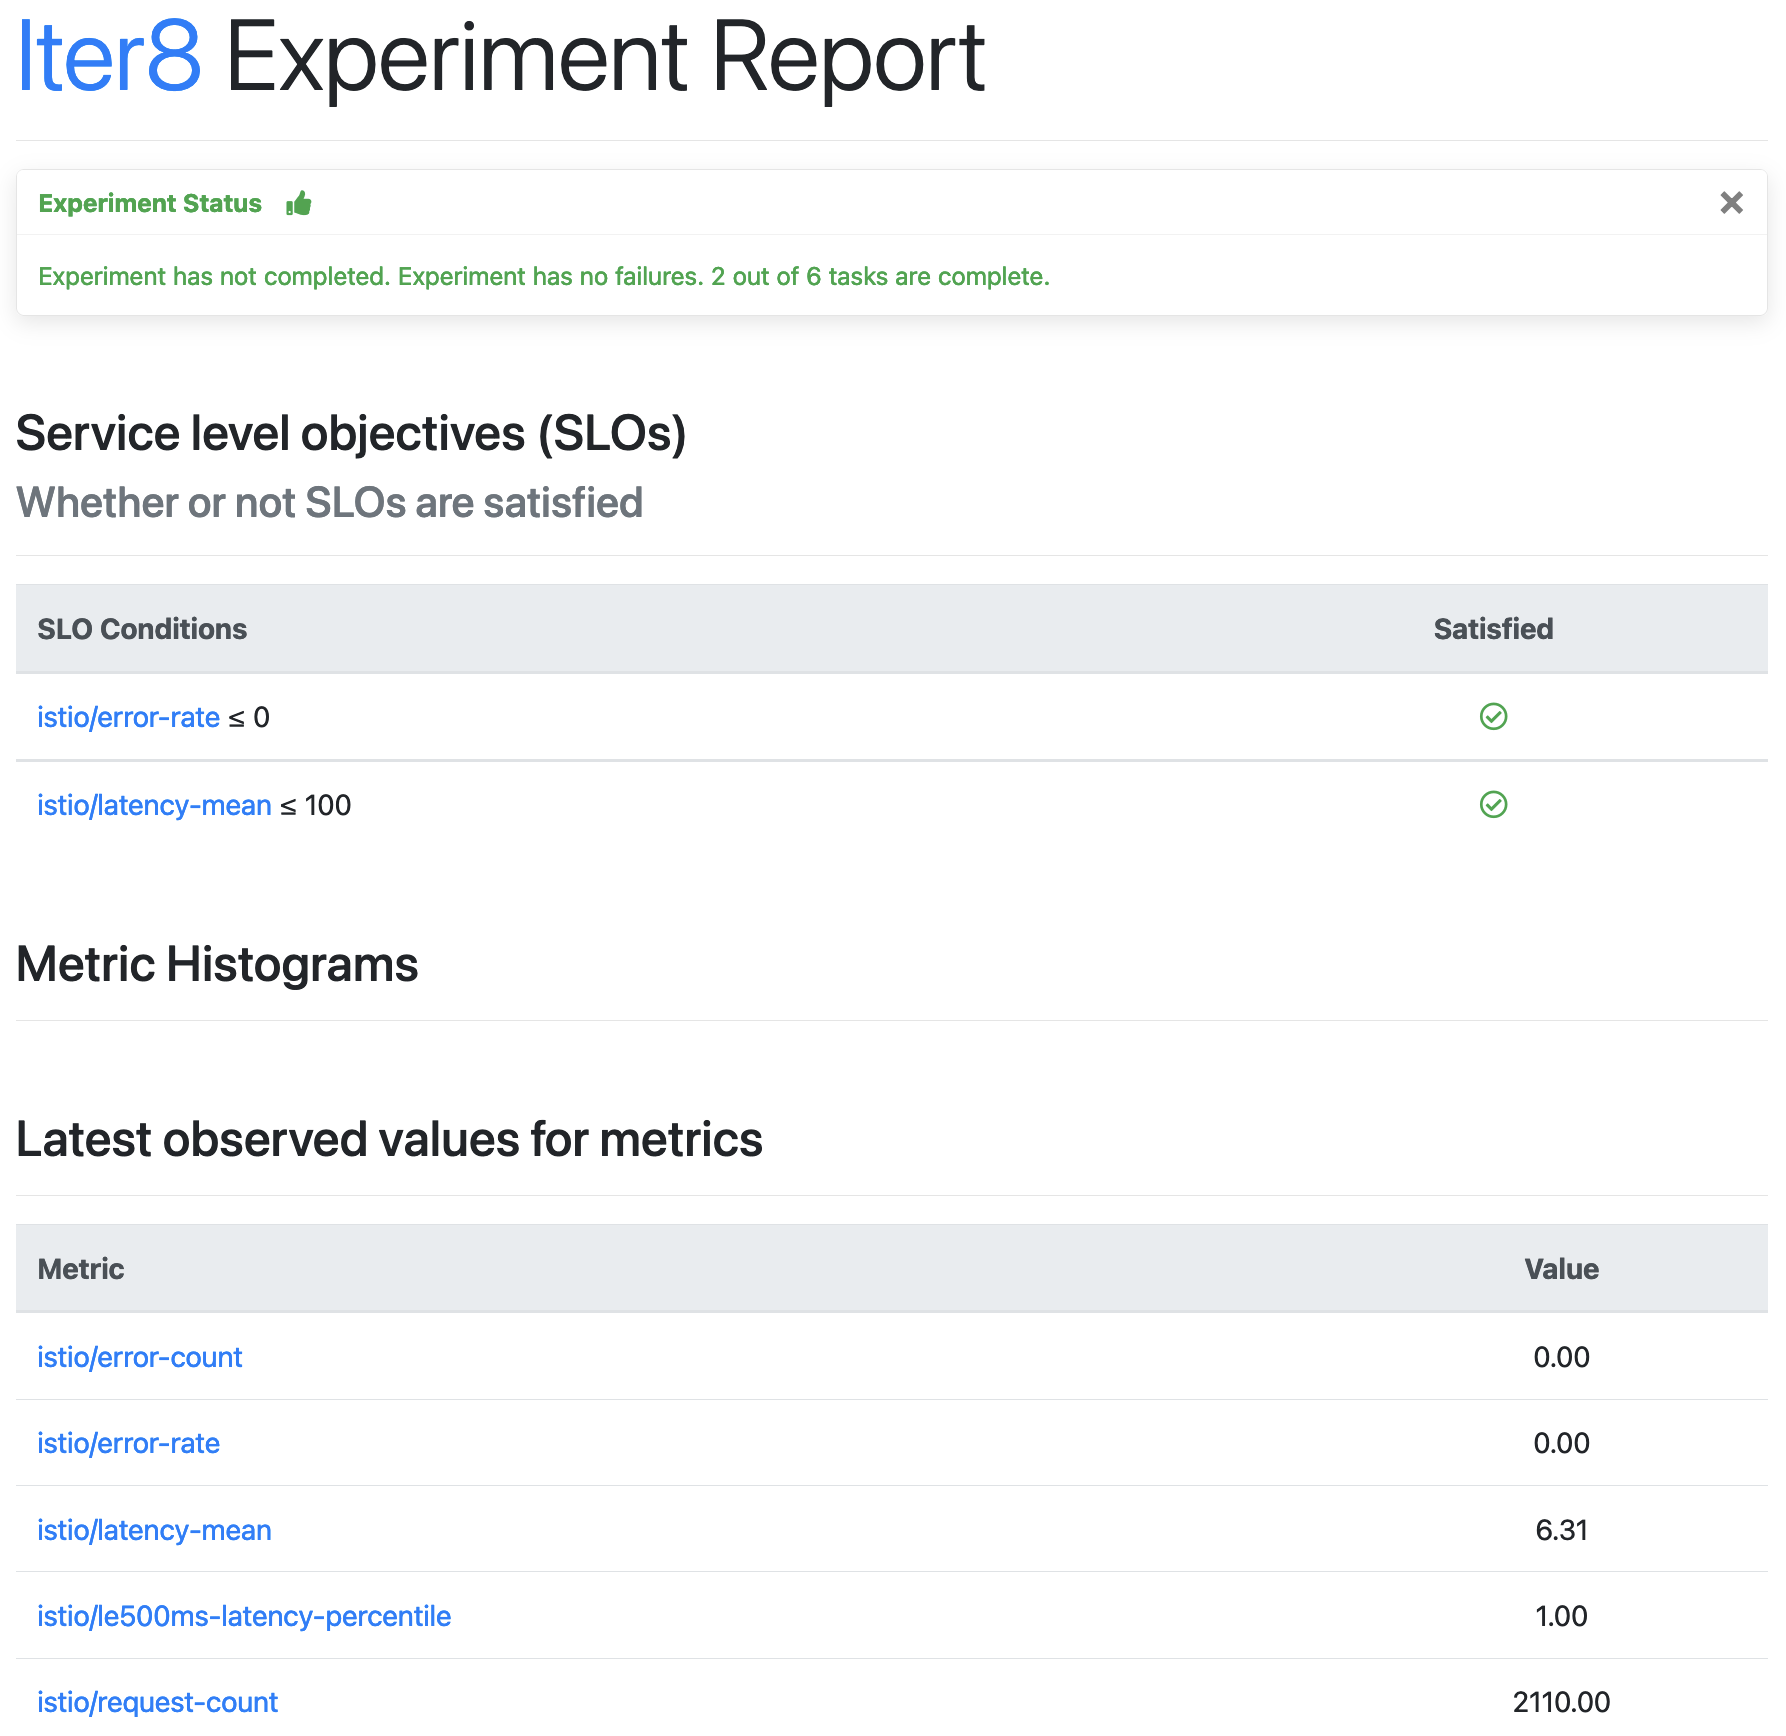 Iter8 Experiment Report
Experiment Status
Experiment has not completed. Experiment has no failures. 2 out of 6 tasks are complete.
Service level objectives (SLOs)
Whether or not SLOs are satisfied
SLO Conditions Satisfied
istio/error-rate ≤ 0
istio/latency-mean ≤ 100
Metric Histograms
Latest observed values for metrics
Metric Value
istio/error-count 0.00
istio/error-rate 0.00
istio/latency-mean 6.31
istio/le500ms-latency-percentile 1.00
istio/request-count 2110.00